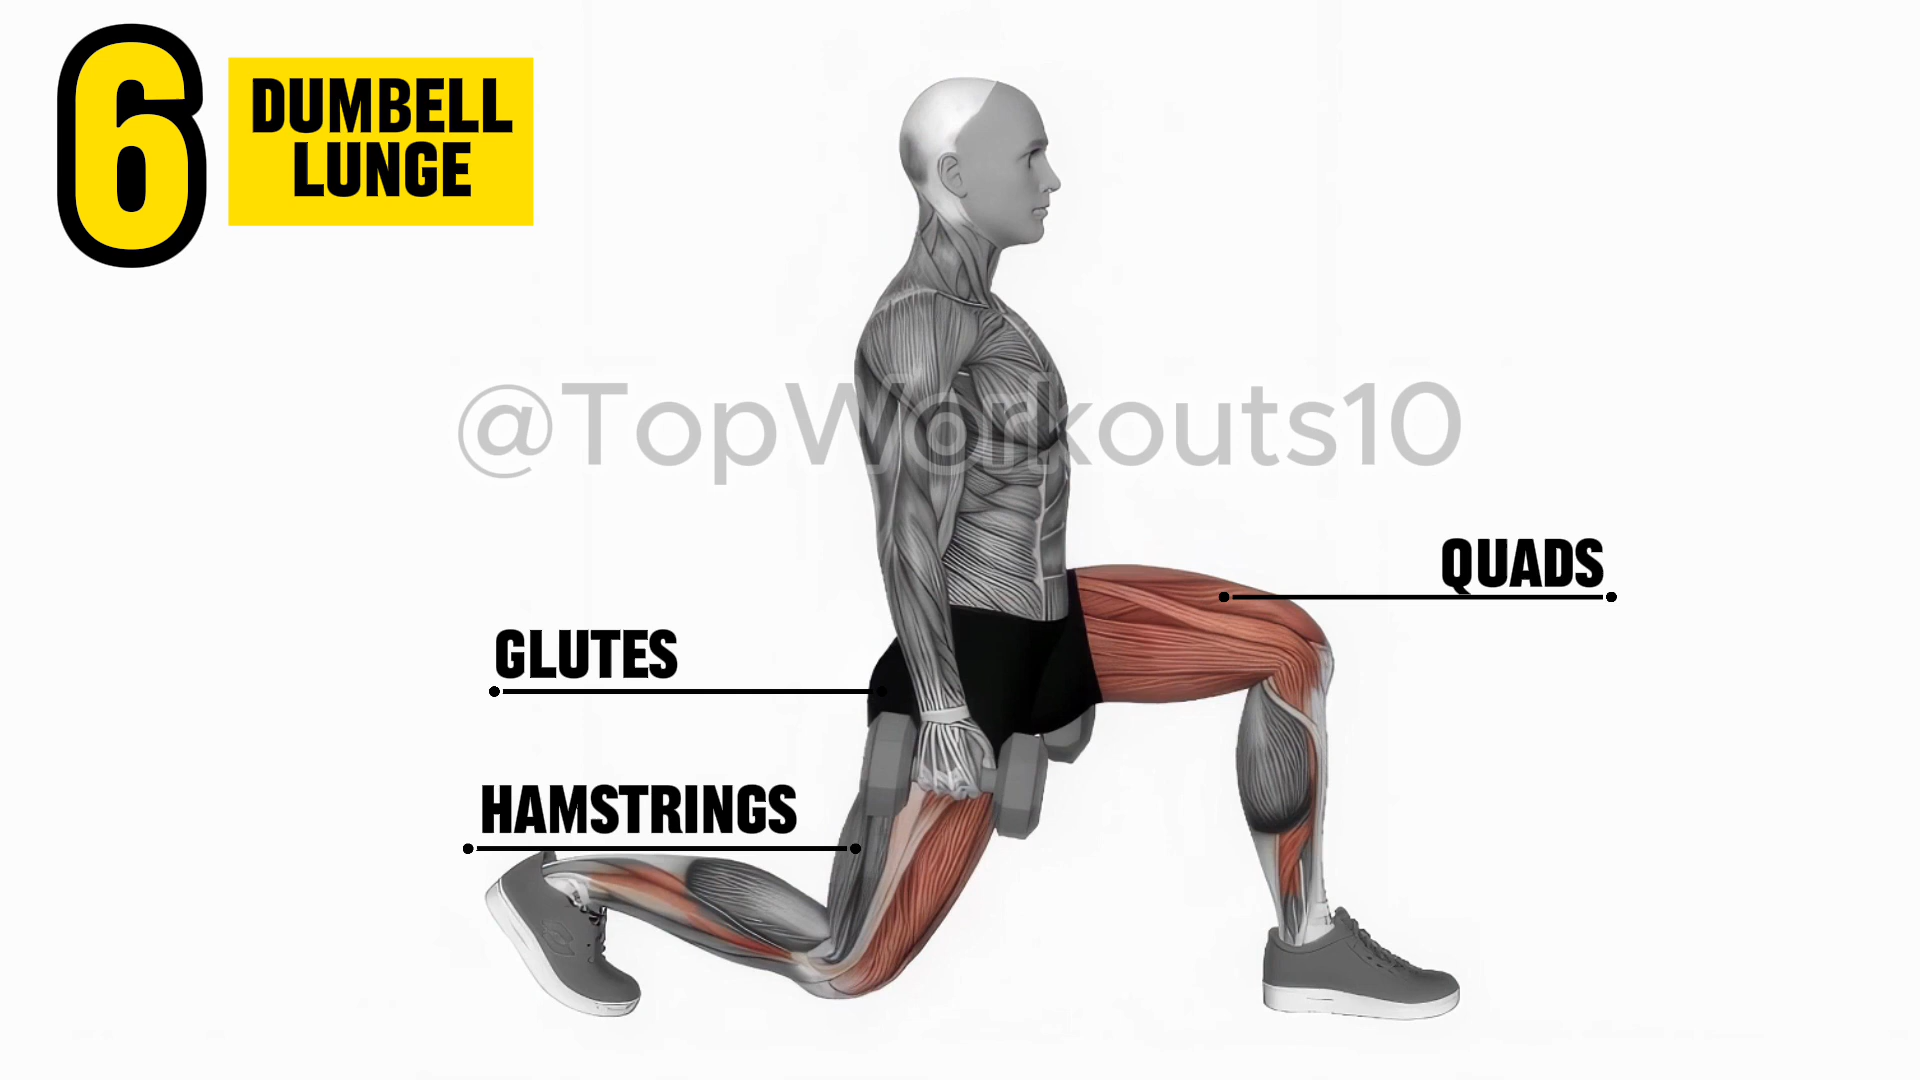 6
DUMBELL
LUNGE
@TopWorkouts10
QUADS
GLUTES
HAMSTRINGS